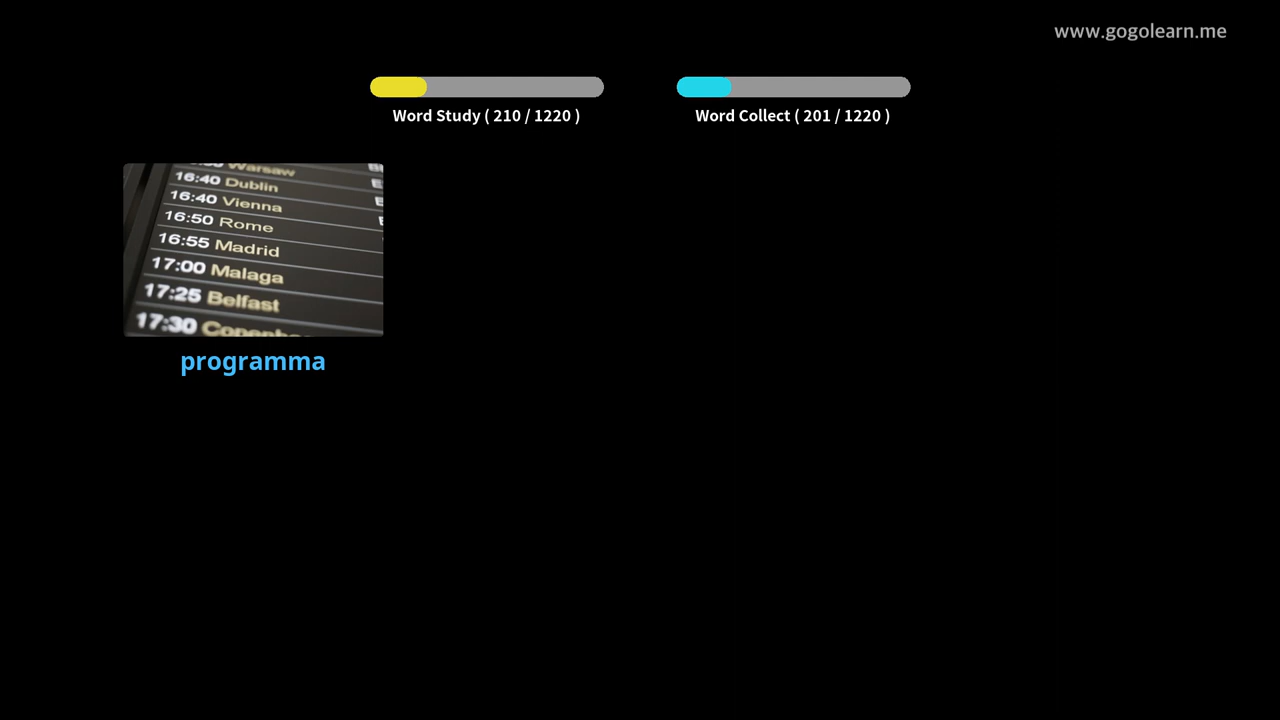 www.gogolearn.me
Word Study ( 210 / 1220 )
Word Collect ( 201 / 1220 )
Warsaw
16:40 Dublin
16:40 Vienna
16:50 Rome
16:55 Madrid
17:00 Malaga
17:25 Belfast
17:30
programma